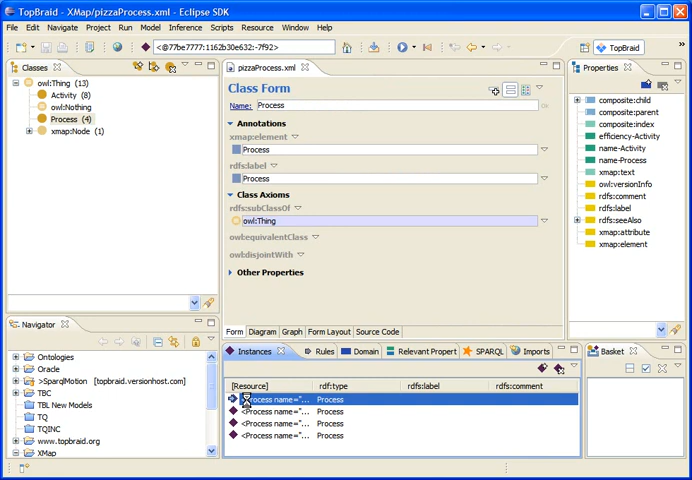 TopBraid - XMap/pizzaProcess.xml - Eclipse SDK
File Edit Navigate Project Run Model Inference Scripts Window Help
<@77be7777:1162b30e632:-7f92>
TopBraid
Classes
owl:Thing (13)
Activity (8)
owl:Nothing
Process (4)
xmap:Node (1)
Navigator
Ontologies
Oracle
>SparqlMotion [topbraid.versionhost.com]
TBC
TBL New Models
TQ
TQINC
www.topbraid.org
XMap
pizzaProcess.xml
Class Form
Name: Process
Annotations
xmap:element
Process
rdfs:label
Process
Class Axioms
rdfs:subClassOf
owl:Thing
owl:equivalentClass
owl:disjointWith
Other Properties
Form Diagram Graph Form Layout Source Code
Instances Rules Domain Relevant Property SPARQL Imports
[Resource] rdf:type rdfs:label rdfs:comment
<Process name="... Process
<Process name="... Process
<Process name="... Process
<Process name="... Process
Properties
composite:child
composite:parent
composite:index
efficiency-Activity
name-Activity
name-Process
xmap:text
owl:versionInfo
rdfs:comment
rdfs:label
rdfs:seeAlso
xmap:attribute
xmap:element
Basket